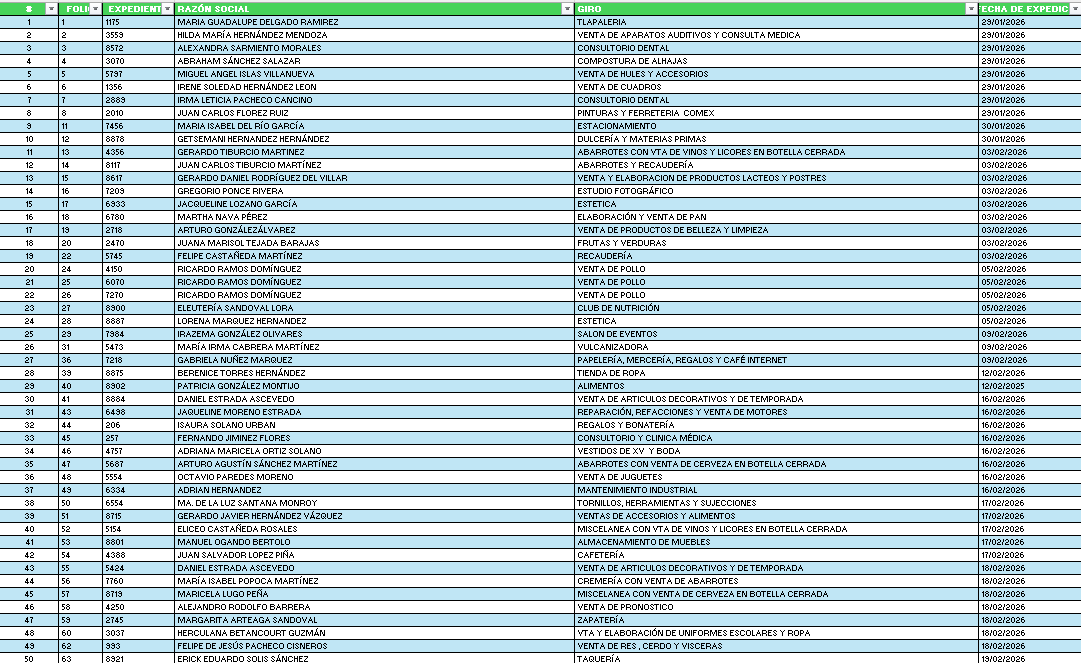 # FOLIO EXPEDIENT RAZÓN SOCIAL GIRO FECHA DE EXPEDIC
1 1 1175 MARIA GUADALUPE DELGADO RAMIREZ TLAPALERIA 29/01/2026
2 2 3559 HILDA MARÍA HERNÁNDEZ MENDOZA VENTA DE APARATOS AUDITIVOS Y CONSULTA MEDICA 29/01/2026
3 3 8572 ALEXANDRA SARMIENTO MORALES CONSULTORIO DENTAL 29/01/2026
4 4 3070 ABRAHAM SÁNCHEZ SALAZAR COMPOSTURA DE ALHAJAS 29/01/2026
5 5 5797 MIGUEL ANGEL ISLAS VILLANUEVA VENTA DE HULES Y ACCESORIOS 29/01/2026
6 6 1356 IRENE SOLEDAD HERNÁNDEZ LEON VENTA DE CUADROS 29/01/2026
7 7 2889 IRMA LETICIA PACHECO CANCINO CONSULTORIO DENTAL 29/01/2026
8 8 2010 JUAN CARLOS FLOREZ RUIZ PINTURAS Y FERRETERIA COMEX 29/01/2026
9 11 7456 MARIA ISABEL DEL RÍO GARCÍA ESTACIONAMIENTO 30/01/2026
10 12 8878 GETSEMANI HERNANDEZ HERNÁNDEZ DULCERÍA Y MATERIAS PRIMAS 30/01/2026
11 13 4356 GERARDO TIBURCIO MARTINEZ ABARROTES CON VTA DE VINOS Y LICORES EN BOTELLA CERRADA 03/02/2026
12 14 8117 JUAN CARLOS TIBURCIO MARTÍNEZ ABARROTES Y RECAUDERÍA 03/02/2026
13 15 8617 GERARDO DANIEL RODRÍGUEZ DEL VILLAR VENTA Y ELABORACION DE PRODUCTOS LACTEOS Y POSTRES 03/02/2026
14 16 7209 GREGORIO PONCE RIVERA ESTUDIO FOTOGRÁFICO 03/02/2026
15 17 6933 JACQUELINE LOZANO GARCÍA ESTETICA 03/02/2026
16 18 6780 MARTHA NAVA PÉREZ ELABORACIÓN Y VENTA DE PAN 03/02/2026
17 19 2718 ARTURO GONZÁLEZÁLVAREZ VENTA DE PRODUCTOS DE BELLEZA Y LIMPIEZA 03/02/2026
18 20 2470 JUANA MARISOL TEJADA BARAJAS FRUTAS Y VERDURAS 03/02/2026
19 22 5745 FELIPE CASTAÑEDA MARTÍNEZ RECAUDERÍA 03/02/2026
20 24 4150 RICARDO RAMOS DOMÍNGUEZ VENTA DE POLLO 05/02/2026
21 25 6070 RICARDO RAMOS DOMÍNGUEZ VENTA DE POLLO 05/02/2026
22 26 7270 RICARDO RAMOS DOMÍNGUEZ VENTA DE POLLO 05/02/2026
23 27 8900 ELEUTERÍA SANDOVAL LORA CLUB DE NUTRICIÓN 05/02/2026
24 28 8887 LORENA MARQUEZ HERNANDEZ ESTETICA 05/02/2026
25 29 7984 IRAZEMA GONZÁLEZ OLIVARES SALON DE EVENTOS 09/02/2026
26 31 5473 MARÍA IRMA CABRERA MARTÍNEZ VULCANIZADORA 09/02/2026
27 36 7218 GABRIELA NUÑEZ MARQUEZ PAPELERÍA, MERCERÍA, REGALOS Y CAFÉ INTERNET 09/02/2026
28 39 8875 BERENICE TORRES HERNÁNDEZ TIENDA DE ROPA 12/02/2026
29 40 8902 PATRICIA GONZÁLEZ MONTIJO ALIMENTOS 12/02/2025
30 41 8884 DANIEL ESTRADA ASCEVEDO VENTA DE ARTICULOS DECORATIVOS Y DE TEMPORADA 16/02/2026
31 43 6498 JAQUELINE MORENO ESTRADA REPARACIÓN, REFACCIONES Y VENTA DE MOTORES 16/02/2026
32 44 206 ISAURA SOLANO URBAN REGALOS Y BONATERÍA 16/02/2026
33 45 257 FERNANDO JIMINEZ FLORES CONSULTORIO Y CLINICA MÉDICA 16/02/2026
34 46 4757 ADRIANA MARICELA ORTIZ SOLANO VESTIDOS DE XV Y BODA 16/02/2026
35 47 5687 ARTURO AGUSTÍN SÁNCHEZ MARTÍNEZ ABARROTES CON VENTA DE CERVEZA EN BOTELLA CERRADA 16/02/2026
36 48 5554 OCTAVIO PAREDES MORENO VENTA DE JUGUETES 16/02/2026
37 49 6334 ADRIAN HERNANDEZ MANTENIMIENTO INDUSTRIAL 16/02/2026
38 50 6554 MA. DE LA LUZ SANTANA MONROY TORNILLOS, HERRAMIENTAS Y SUJECCIONES 17/02/2026
39 51 8715 GERARDO JAVIER HERNÁNDEZ VÁZQUEZ VENTAS DE ACCESORIOS Y ALIMENTOS 17/02/2026
40 52 5154 ELICEO CASTAÑEDA ROSALES MISCELANEA CON VTA DE VINOS Y LICORES EN BOTELLA CERRADA 17/02/2026
41 53 8801 MANUEL OGANDO BERTOLO ALMACENAMIENTO DE MUEBLES 17/02/2026
42 54 4388 JUAN SALVADOR LOPEZ PIÑA CAFETERÍA 17/02/2026
43 55 5424 DANIEL ESTRADA ASCEVEDO VENTA DE ARTICULOS DECORATIVOS Y DE TEMPORADA 18/02/2026
44 56 7760 MARÍA ISABEL POPOCA MARTÍNEZ CREMERÍA CON VENTA DE ABARROTES 18/02/2026
45 57 8719 MARICELA LUGO PEÑA MISCELANEA CON VENTA DE CERVEZA EN BOTELLA CERRADA 18/02/2026
46 58 4250 ALEJANDRO RODOLFO BARRERA VENTA DE PRONOSTICO 18/02/2026
47 59 2745 MARGARITA ARTEAGA SANDOVAL ZAPATERÍA 18/02/2026
48 60 3037 HERCULANA BETANCOURT GUZMÁN VTA Y ELABORACIÓN DE UNIFORMES ESCOLARES Y ROPA 18/02/2026
49 62 993 FELIPE DE JESÚS PACHECO CISNEROS VENTA DE RES , CERDO Y VISCERAS 18/02/2026
50 63 8921 ERICK EDUARDO SOLIS SÁNCHEZ TAQUERÍA 19/02/2026